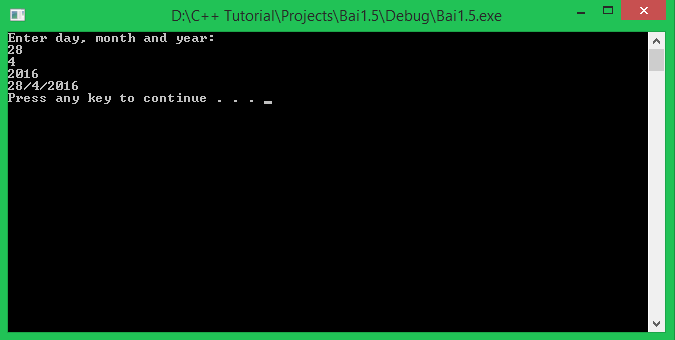 D:\C++ Tutorial\Projects\Bai1.5\Debug\Bai1.5.exe
Enter day, month and year:
28
4
2016
28/4/2016
Press any key to continue . . . _